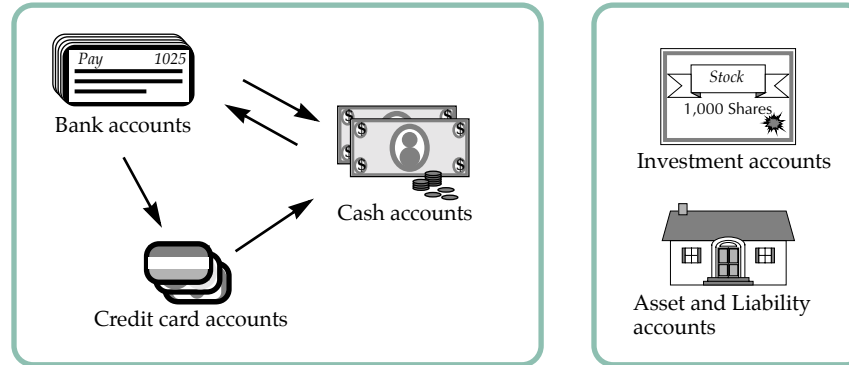 Pay 1025
Bank accounts
$ $ $
$ $
$ $
Cash accounts
Credit card accounts
Stock
1,000 Shares
Investment accounts
Asset and Liability
accounts